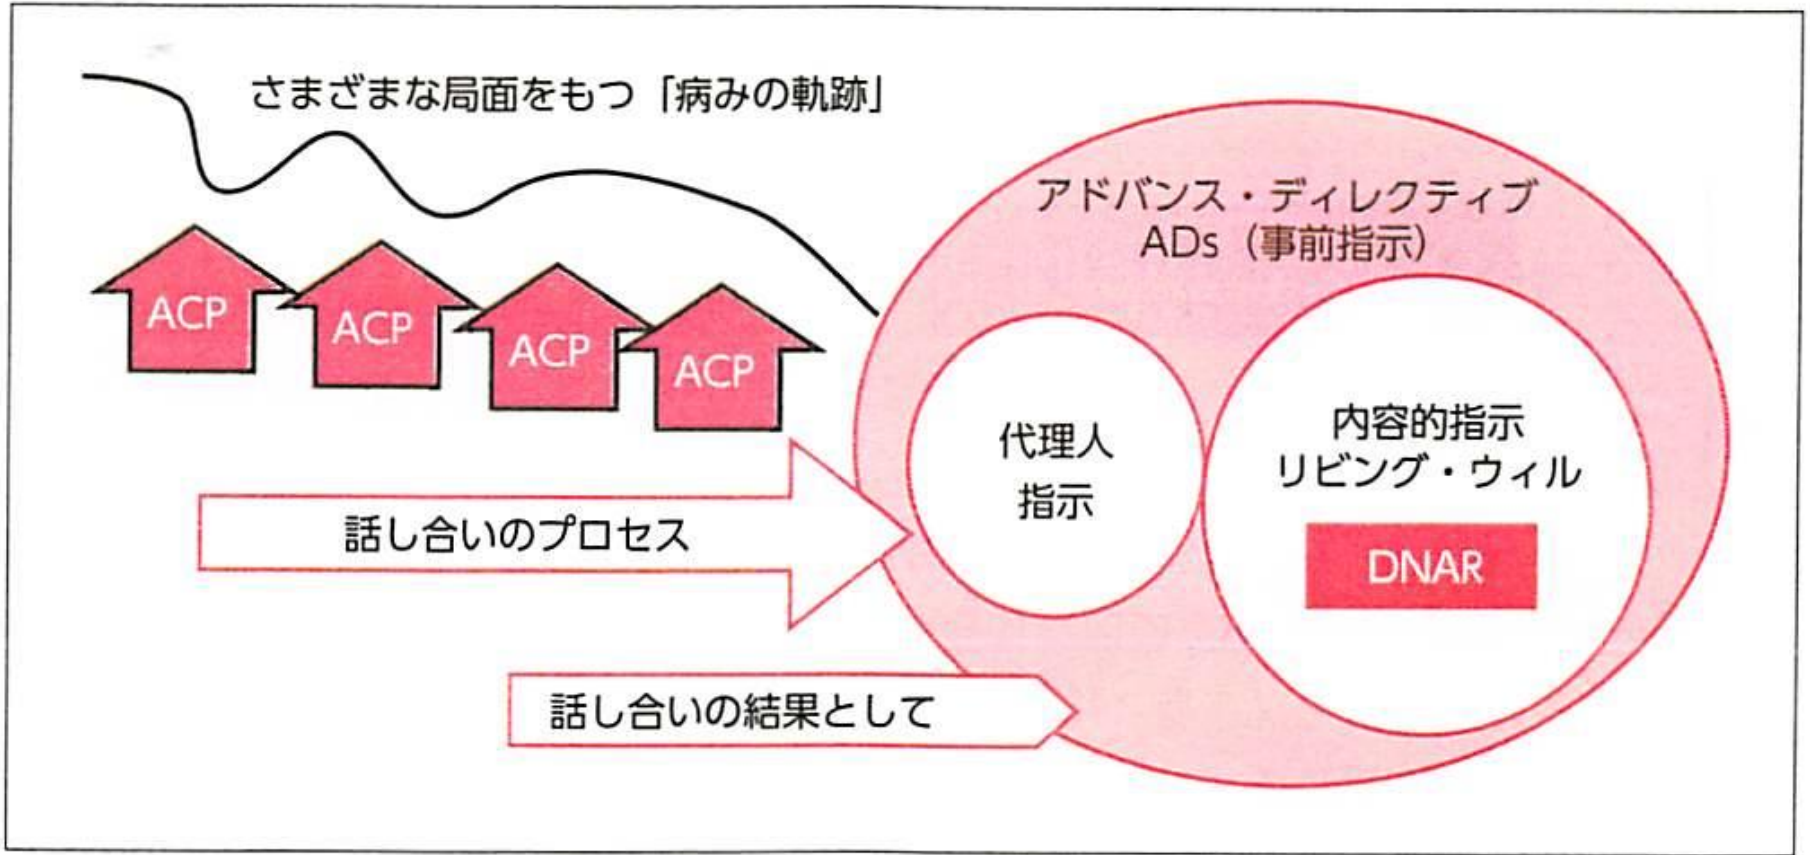 さまざまな局面をもつ「病みの軌跡」
ACP
ACP
ACP
ACP
アドバンス・ディレクティブ
ADs（事前指示）
代理人
指示
内容的指示
リビング・ウィル
DNAR
話し合いのプロセス
話し合いの結果として